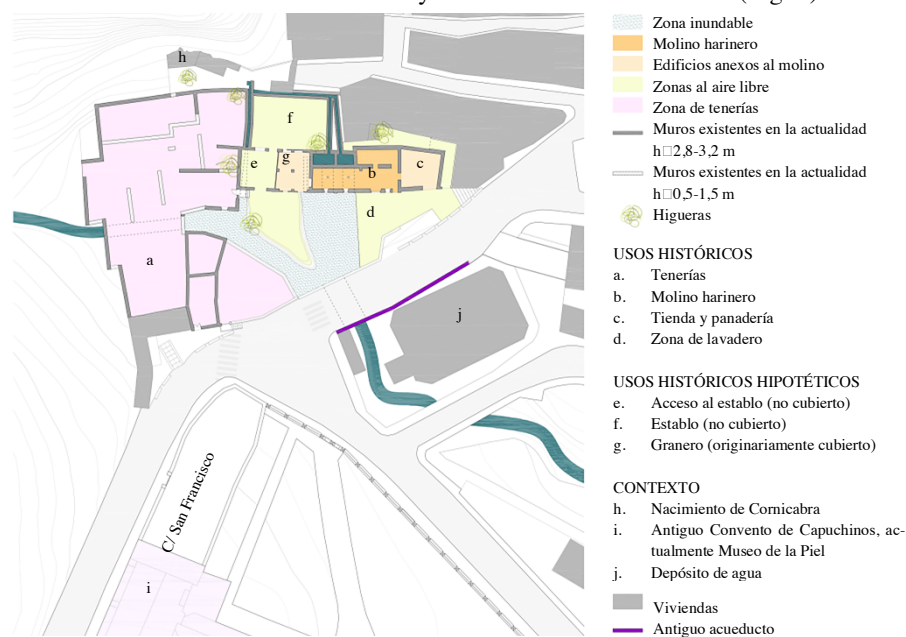 h
f
e
g
b
c
d
a
j
C/ San Francisco
i
Zona inundable
Molino harinero
Edificios anexos al molino
Zonas al aire libre
Zona de tenerías
Muros existentes en la actualidad
h□2,8-3,2 m
Muros existentes en la actualidad
h□0,5-1,5 m
Higueras
USOS HISTÓRICOS
a. Tenerías
b. Molino harinero
c. Tienda y panadería
d. Zona de lavadero
USOS HISTÓRICOS HIPOTÉTICOS
e. Acceso al establo (no cubierto)
f. Establo (no cubierto)
g. Granero (originariamente cubierto)
CONTEXTO
h. Nacimiento de Cornicabra
i. Antiguo Convento de Capuchinos, ac-
tualmente Museo de la Piel
j. Depósito de agua
Viviendas
Antiguo acueducto